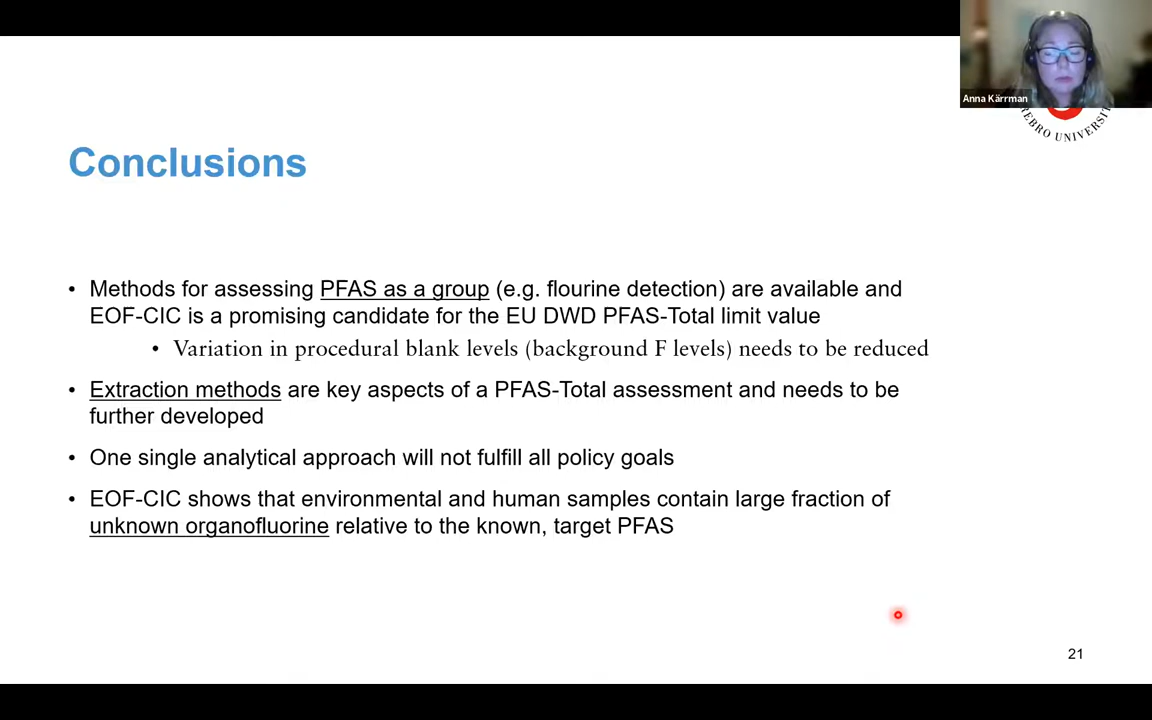 Anna Kärrman
REBRO UNIVERSIT
Conclusions
• Methods for assessing PFAS as a group (e.g. flourine detection) are available and
EOF-CIC is a promising candidate for the EU DWD PFAS-Total limit value
• Variation in procedural blank levels (background F levels) needs to be reduced
• Extraction methods are key aspects of a PFAS-Total assessment and needs to be
further developed
• One single analytical approach will not fulfill all policy goals
• EOF-CIC shows that environmental and human samples contain large fraction of
unknown organofluorine relative to the known, target PFAS
21